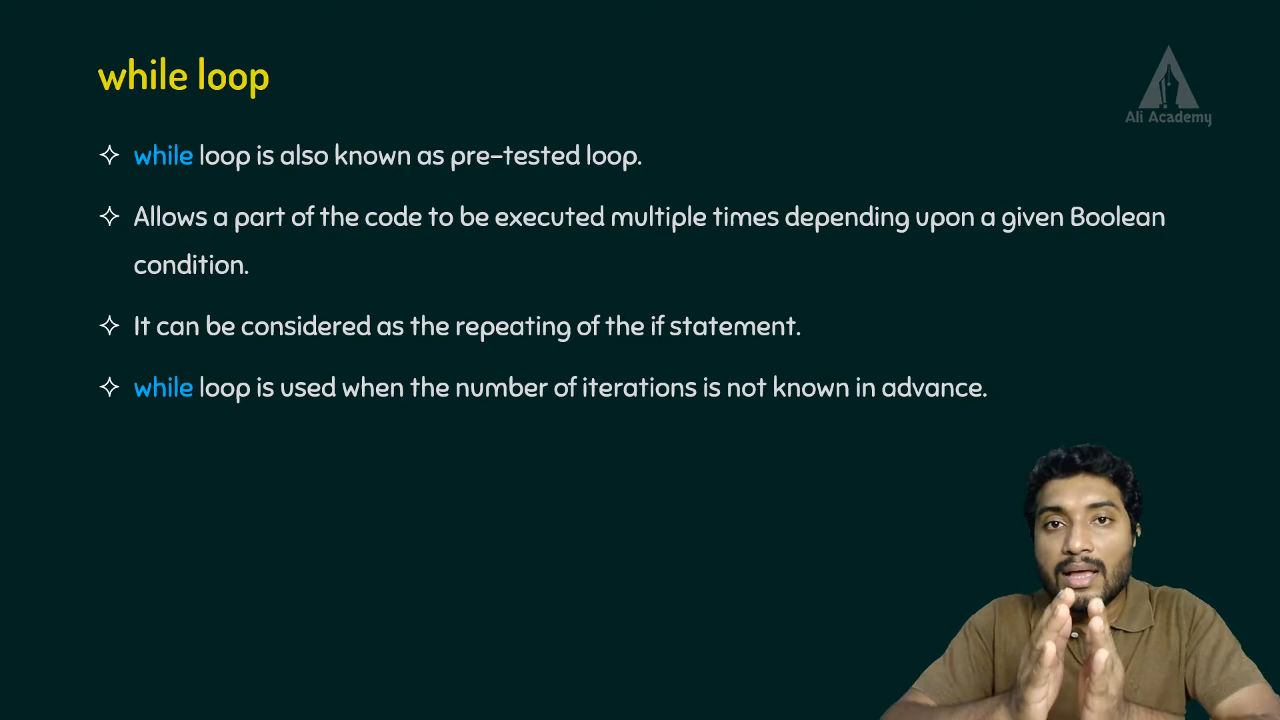 while loop
Ali Academy
while loop is also known as pre-tested loop.
Allows a part of the code to be executed multiple times depending upon a given Boolean
condition.
It can be considered as the repeating of the if statement.
while loop is used when the number of iterations is not known in advance.